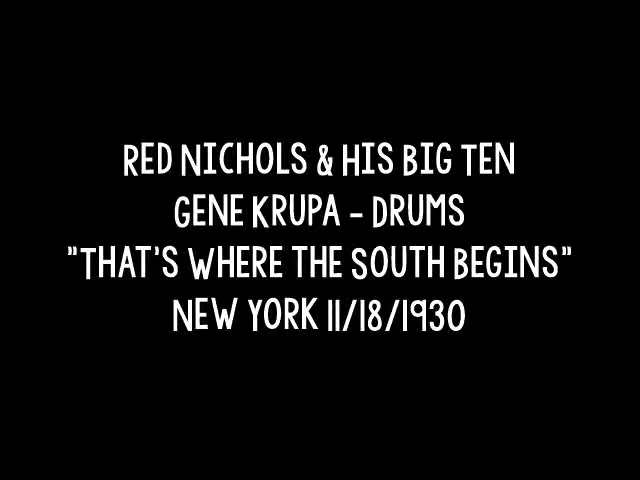 RED NICHOLS & HIS BIG TEN
GENE KRUPA - DRUMS
"THAT'S WHERE THE SOUTH BEGINS"
NEW YORK 11/18/1930